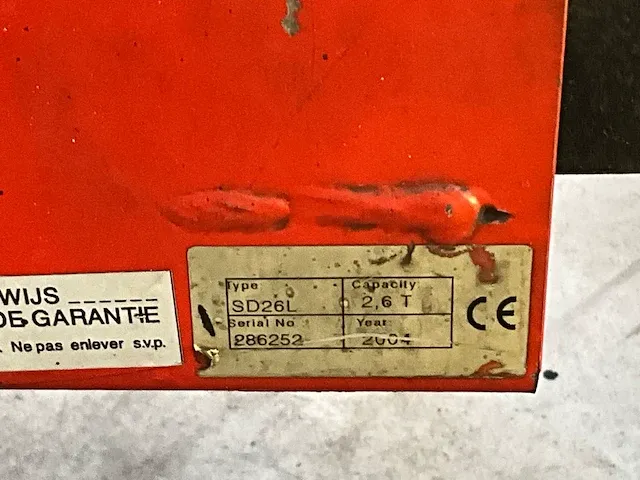 WIJS ______
DE GARANTIE
. Ne pas enlever s.v.p.
Type Capacity
SD26L 2,6 T
Serial No Year
286252 2004
CE